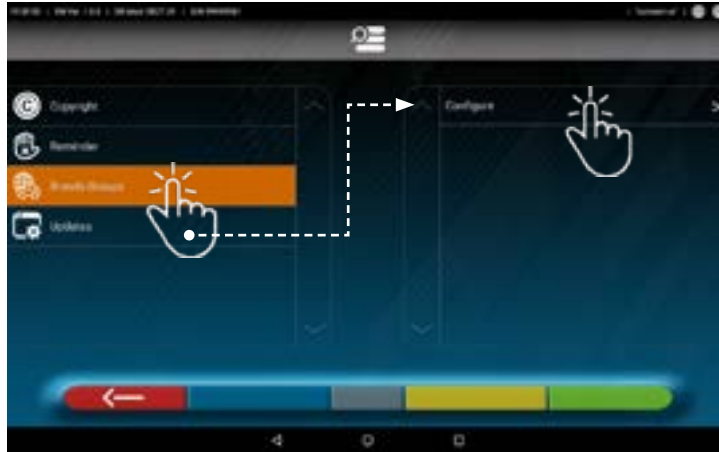 Copyright
Reminder
Brands Groups
Updates
Configure